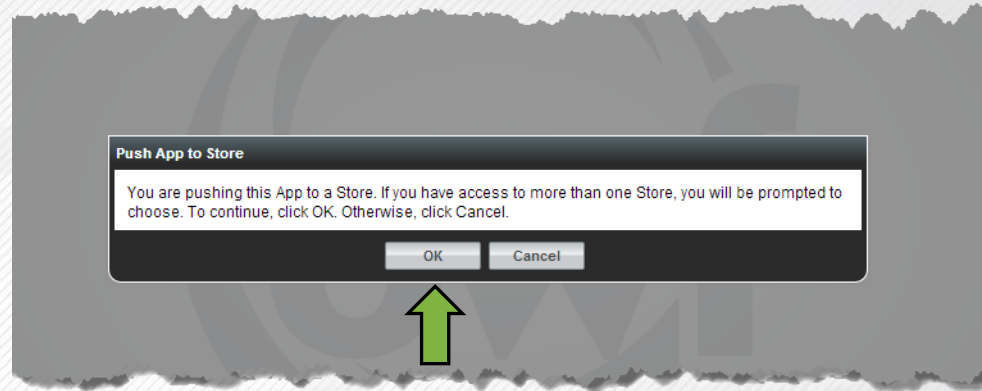 Push App to Store
You are pushing this App to a Store. If you have access to more than one Store, you will be prompted to
choose. To continue, click OK. Otherwise, click Cancel.
OK Cancel